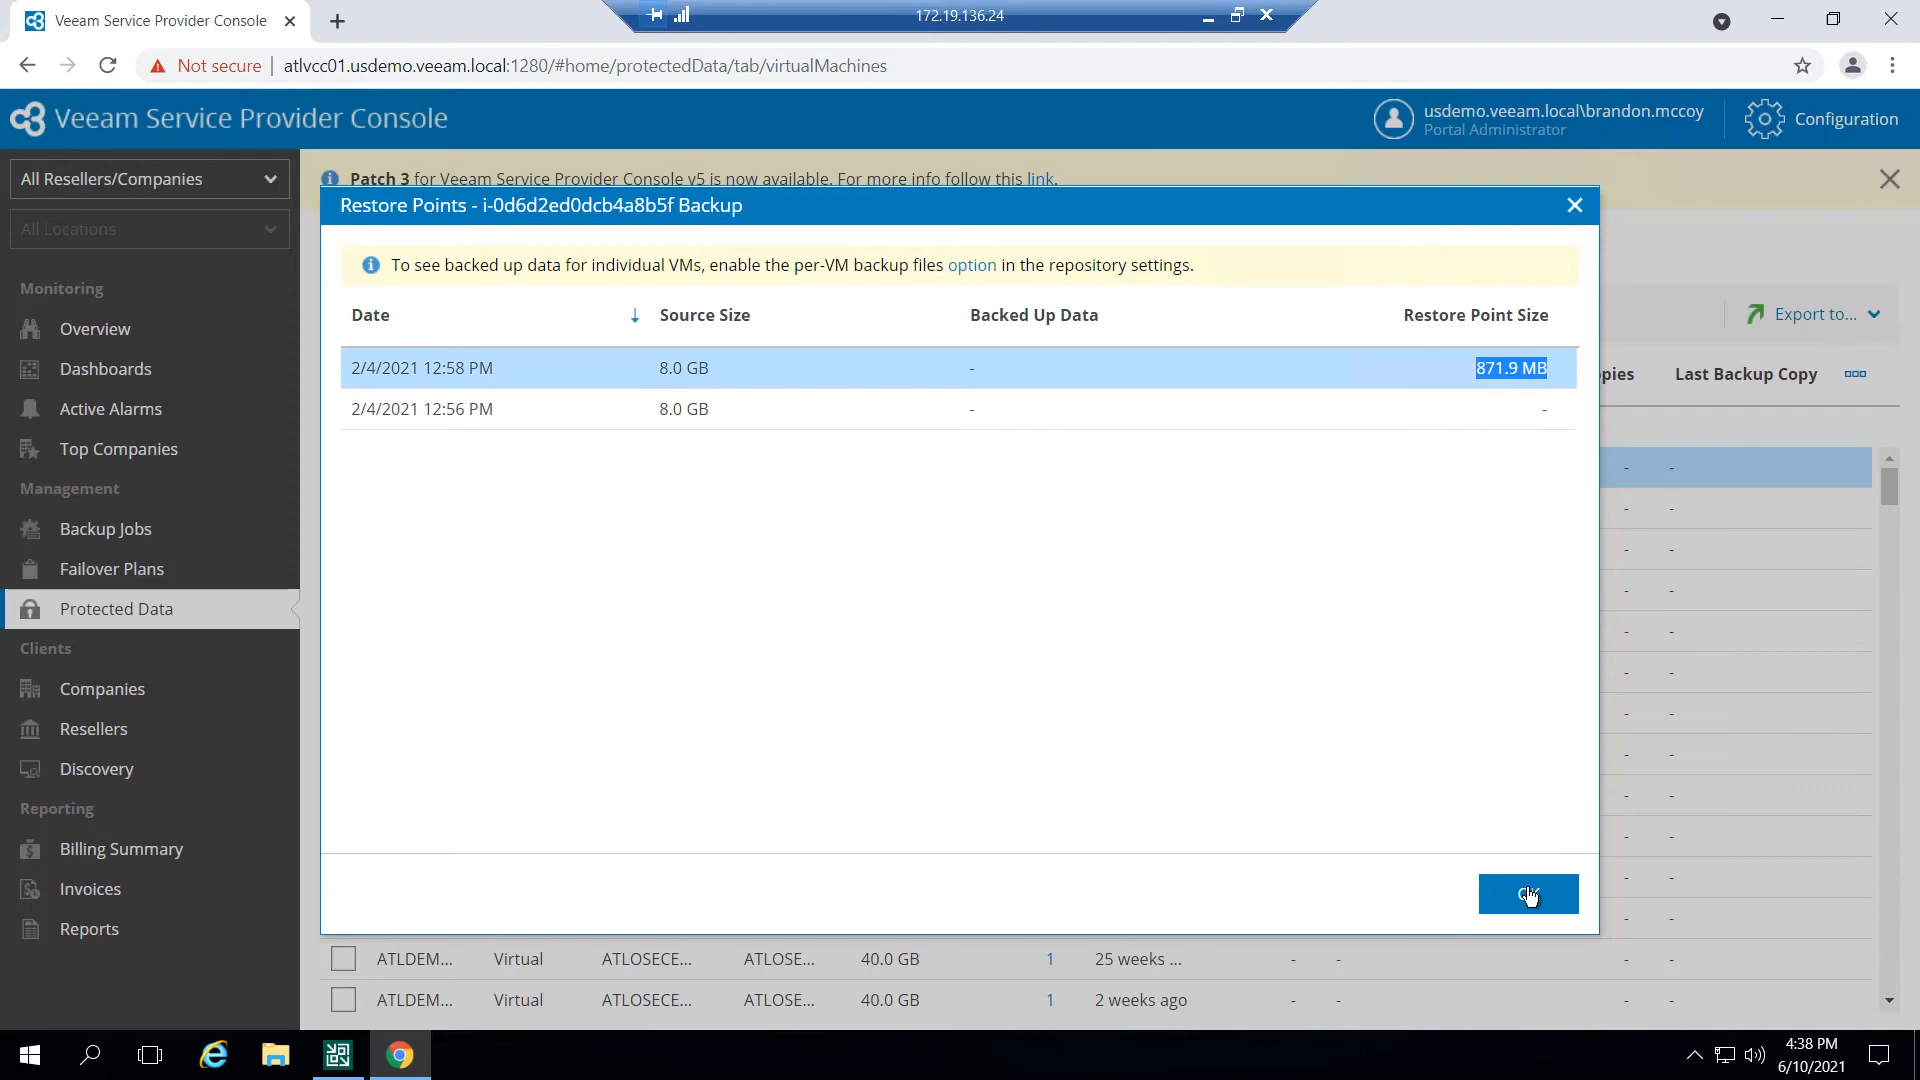 Veeam Service Provider Console
172.19.136.24
Not secure
atlvcc01.usdemo.veeam.local:1280/#home/protectedData/tab/virtualMachines
Veeam Service Provider Console
usdemo.veeam.local\brandon.mccoy
Portal Administrator
Configuration
All Resellers/Companies
All Locations
Patch 3 for Veeam Service Provider Console v5 is now available. For more info follow this link.
Restore Points - i-0d6d2ed0dcb4a8b5f Backup
To see backed up data for individual VMs, enable the per-VM backup files option in the repository settings.
Date Source Size Backed Up Data Restore Point Size
2/4/2021 12:58 PM 8.0 GB - 871.9 MB
2/4/2021 12:56 PM 8.0 GB - -
Export to...
pies Last Backup Copy
Monitoring
Overview
Dashboards
Active Alarms
Top Companies
Management
Backup Jobs
Failover Plans
Protected Data
Clients
Companies
Resellers
Discovery
Reporting
Billing Summary
Invoices
Reports
- -
- -
- -
- -
- -
- -
- -
- -
- -
- -
- -
- -
ATLDEM... Virtual ATLOSECE... ATLOSE... 40.0 GB 1 25 weeks ... - - - -
ATLDEM... Virtual ATLOSECE... ATLOSE... 40.0 GB 1 2 weeks ago - - - -
4:38 PM
6/10/2021